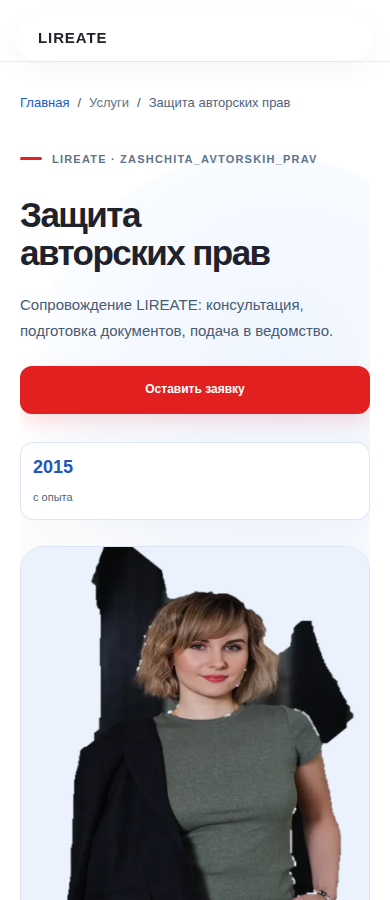 LIREATE
Главная / Услуги / Защита авторских прав
LIREATE · ZASHCHITA_AVTORSKIH_PRAV
Защита
авторских прав
Сопровождение LIREATE: консультация,
подготовка документов, подача в ведомство.
Оставить заявку
2015
с опыта